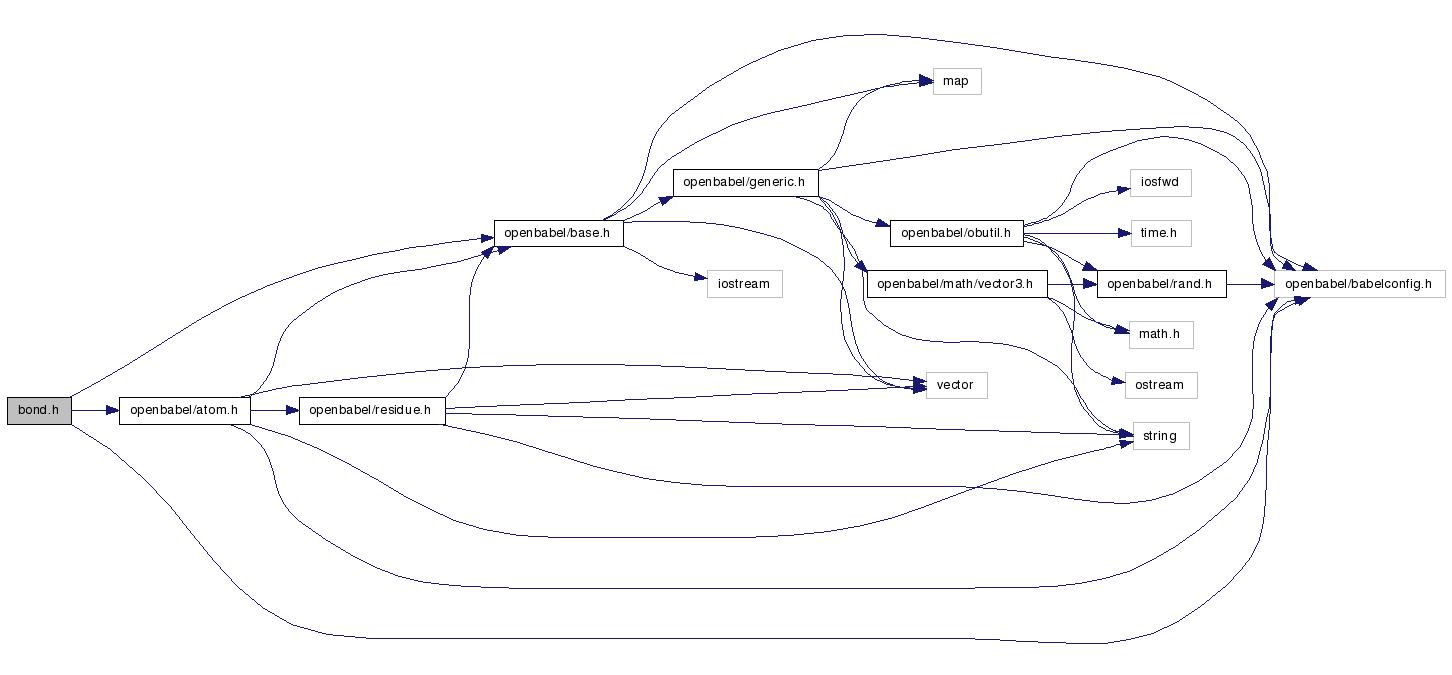 map
openbabel/generic.h
iosfwd
openbabel/base.h
openbabel/obutil.h
time.h
iostream
openbabel/math/vector3.h
openbabel/rand.h
openbabel/babelconfig.h
math.h
vector
ostream
bond.h
openbabel/atom.h
openbabel/residue.h
string